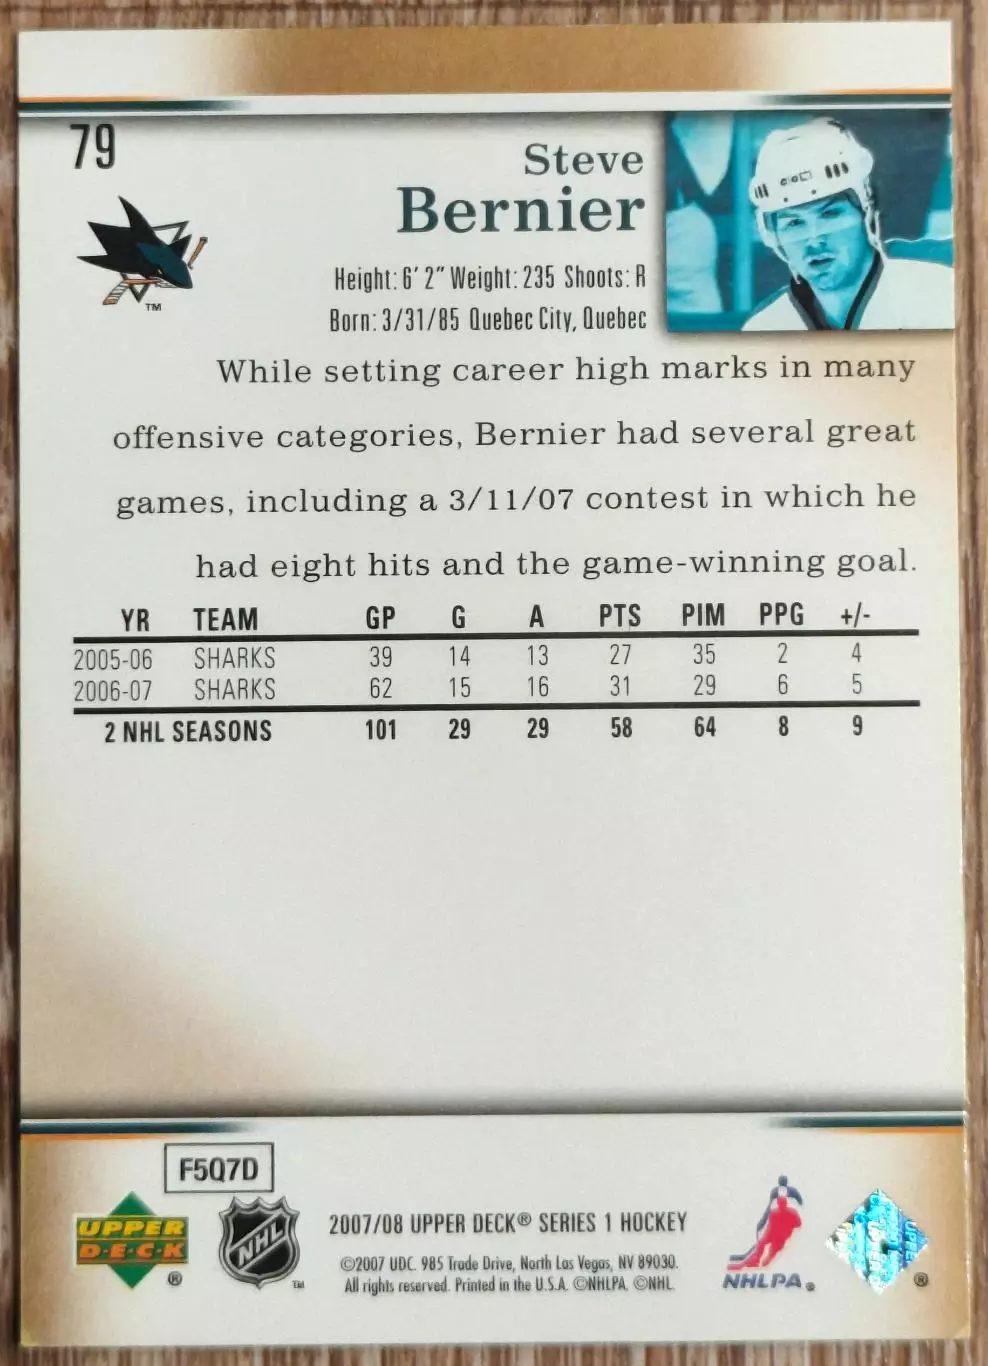 79
Steve
Bernier
Height: 6' 2" Weight: 235 Shoots: R
Born: 3/31/85 Quebec City, Quebec
TM
While setting career high marks in many
offensive categories, Bernier had several great
games, including a 3/11/07 contest in which he
had eight hits and the game-winning goal.
YR TEAM GP G A PTS PIM PPG +/-
2005-06 SHARKS 39 14 13 27 35 2 4
2006-07 SHARKS 62 15 16 31 29 6 5
2 NHL SEASONS 101 29 29 58 64 8 9
F5Q7D
UPPER
D·E·C·K
®
NHL
TM
2007/08 UPPER DECK® SERIES 1 HOCKEY
©2007 UDC. 985 Trade Drive, North Las Vegas, NV 89030.
All rights reserved. Printed in the U.S.A. ©NHLPA. ©NHL.
NHLPA®
®